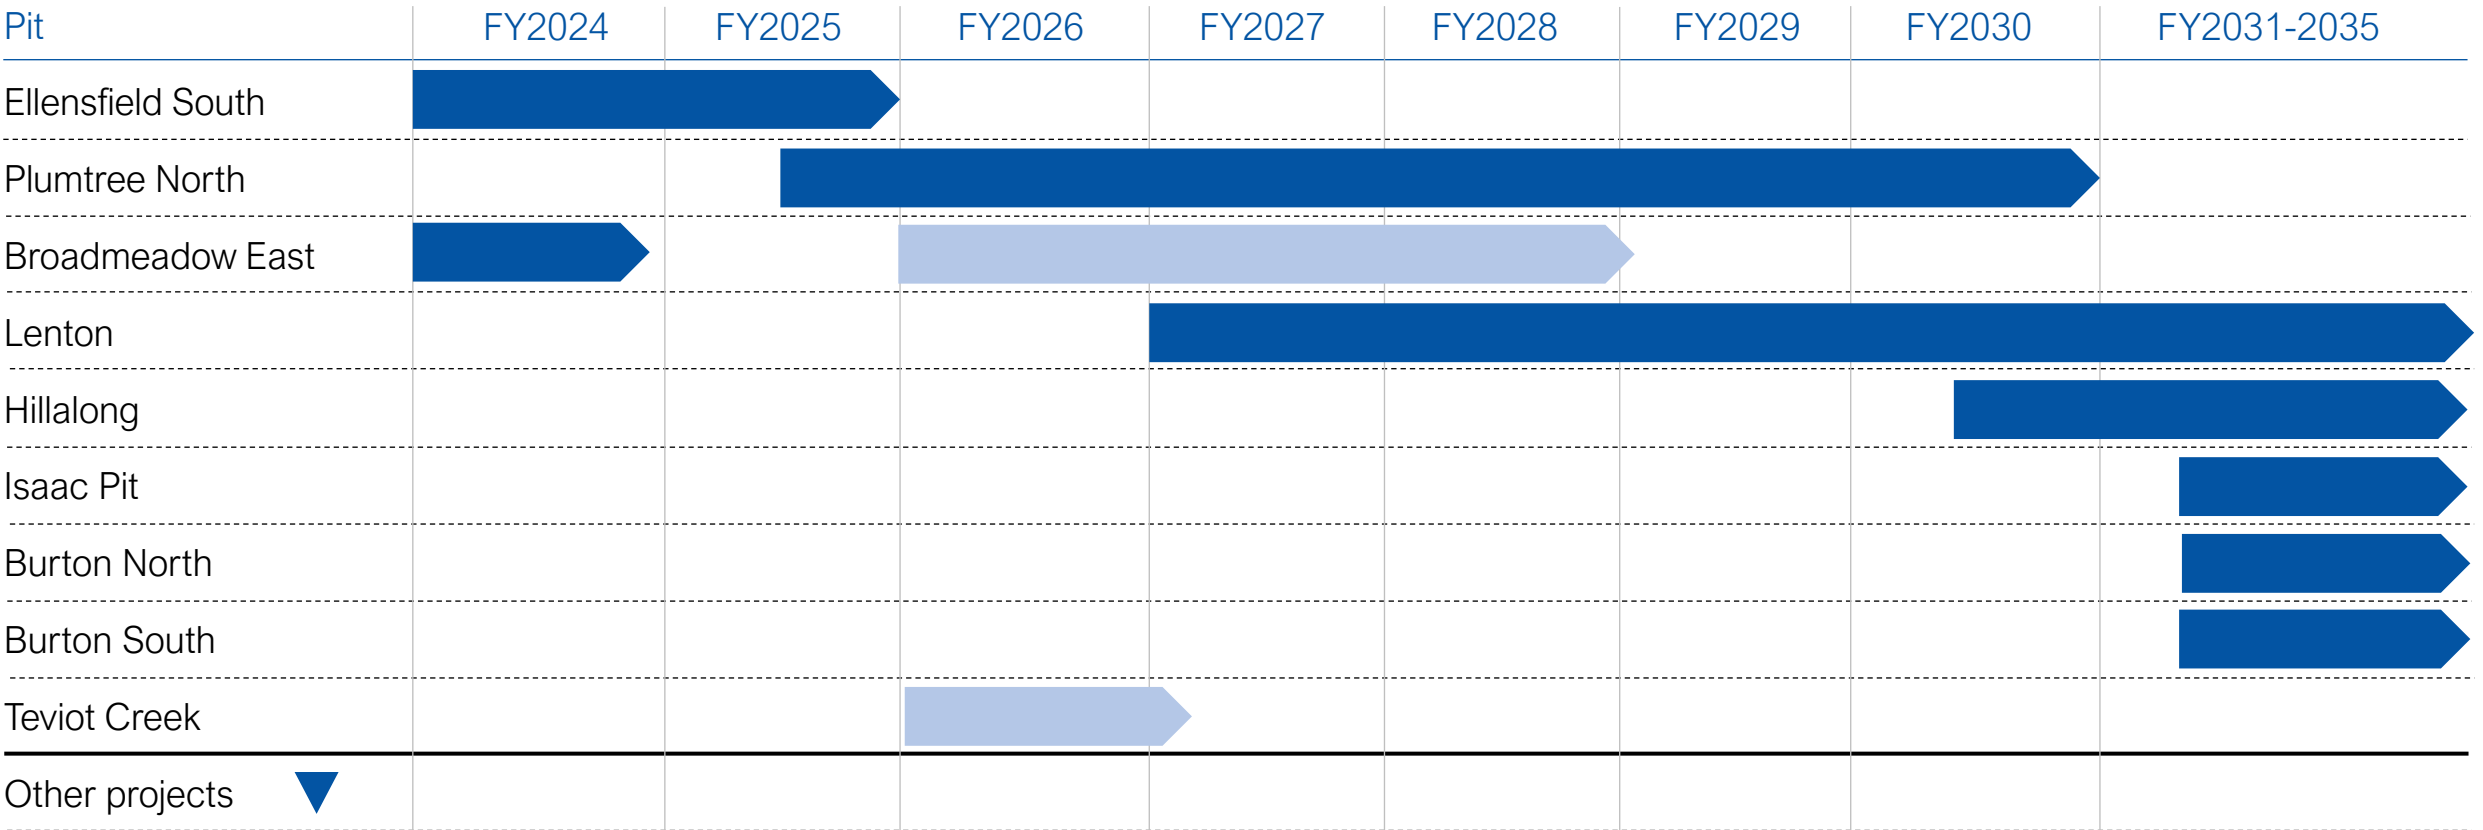 Pit FY2024 FY2025 FY2026 FY2027 FY2028 FY2029 FY2030 FY2031-2035
Ellensfield South
Plumtree North
Broadmeadow East
Lenton
Hillalong
Isaac Pit
Burton North
Burton South
Teviot Creek
Other projects